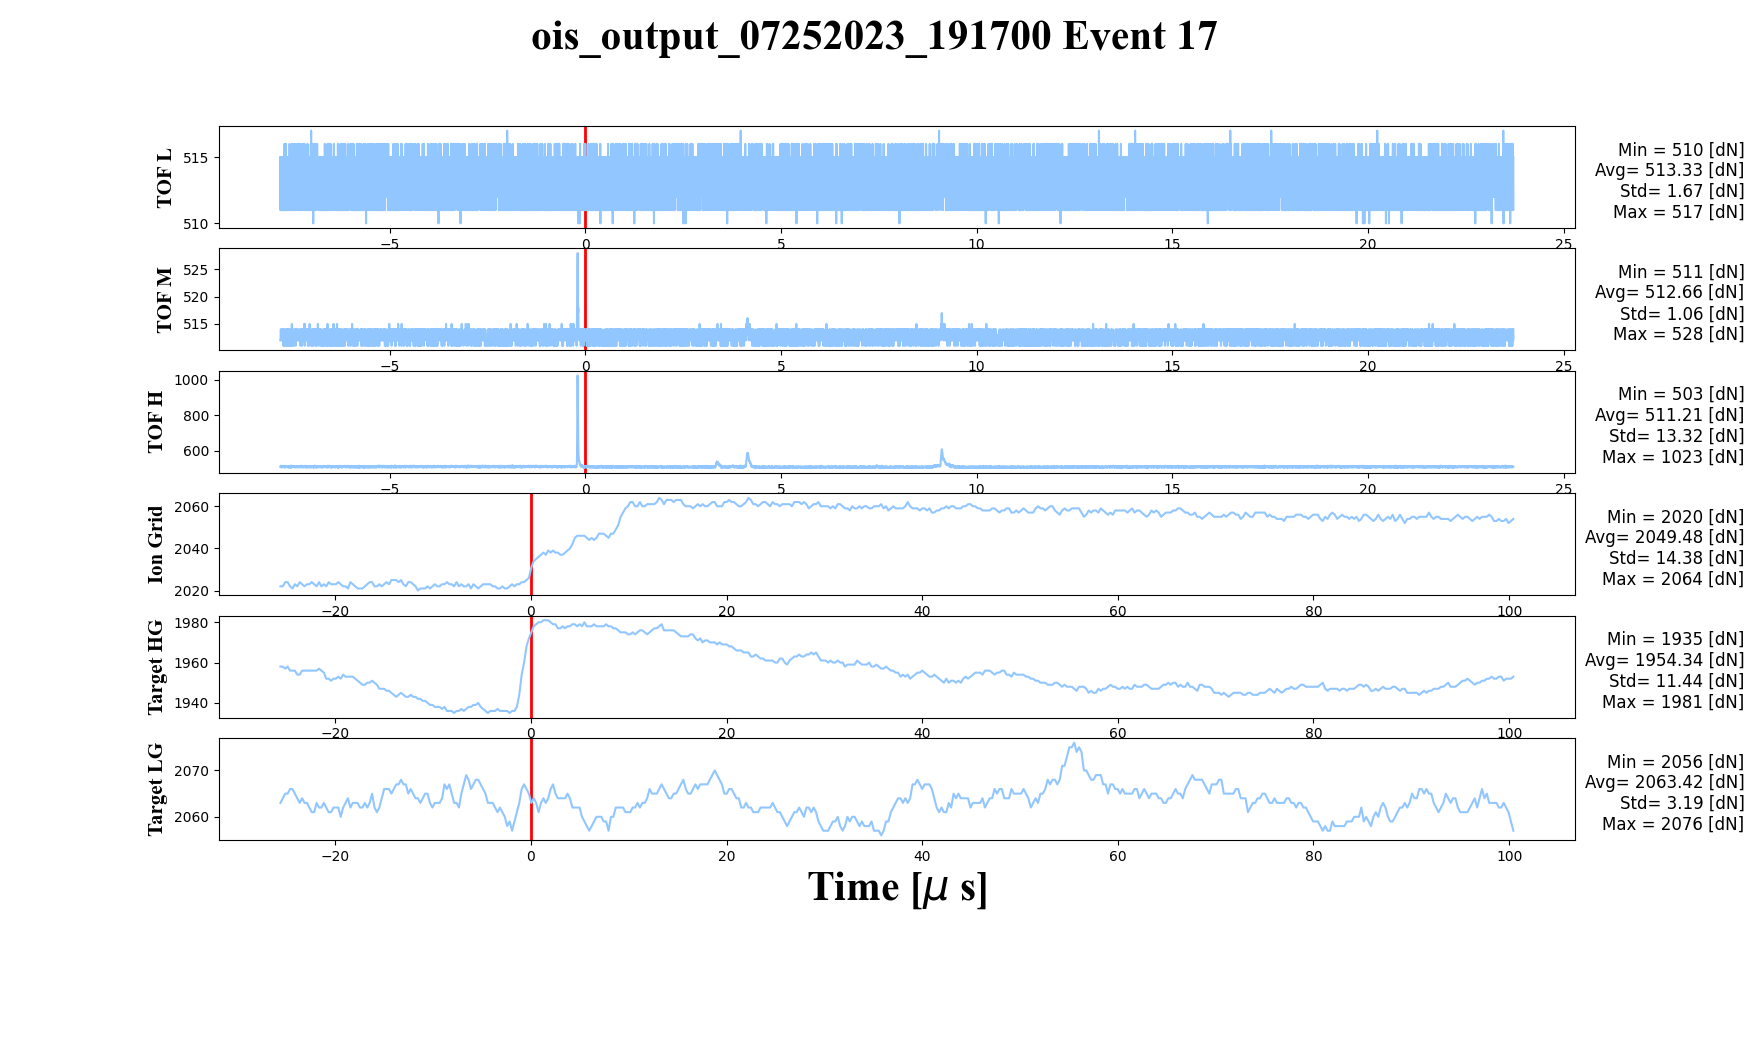 ois_output_07252023_191700 Event 17
TOF L
515
510
−5 0 5 10 15 20 25
Min = 510 [dN]
Avg= 513.33 [dN]
Std= 1.67 [dN]
Max = 517 [dN]
TOF M
525
520
515
−5 0 5 10 15 20 25
Min = 511 [dN]
Avg= 512.66 [dN]
Std= 1.06 [dN]
Max = 528 [dN]
TOF H
1000
800
600
−5 0 5 10 15 20 25
Min = 503 [dN]
Avg= 511.21 [dN]
Std= 13.32 [dN]
Max = 1023 [dN]
Ion Grid
2060
2040
2020
−20 0 20 40 60 80 100
Min = 2020 [dN]
Avg= 2049.48 [dN]
Std= 14.38 [dN]
Max = 2064 [dN]
Target HG
1980
1960
1940
−20 0 20 40 60 80 100
Min = 1935 [dN]
Avg= 1954.34 [dN]
Std= 11.44 [dN]
Max = 1981 [dN]
Target LG
2070
2060
−20 0 20 40 60 80 100
Min = 2056 [dN]
Avg= 2063.42 [dN]
Std= 3.19 [dN]
Max = 2076 [dN]
Time [μ s]